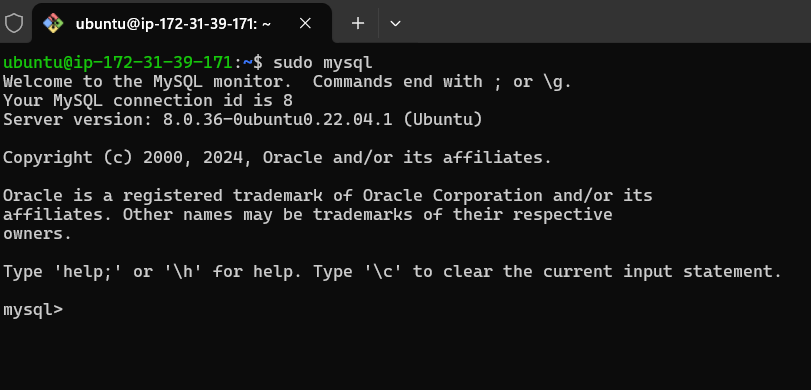 ubuntu@ip-172-31-39-171: ~
ubuntu@ip-172-31-39-171:~$ sudo mysql
Welcome to the MySQL monitor.  Commands end with ; or \g.
Your MySQL connection id is 8
Server version: 8.0.36-0ubuntu0.22.04.1 (Ubuntu)
Copyright (c) 2000, 2024, Oracle and/or its affiliates.
Oracle is a registered trademark of Oracle Corporation and/or its
affiliates. Other names may be trademarks of their respective
owners.
Type 'help;' or '\h' for help. Type '\c' to clear the current input statement.
mysql>